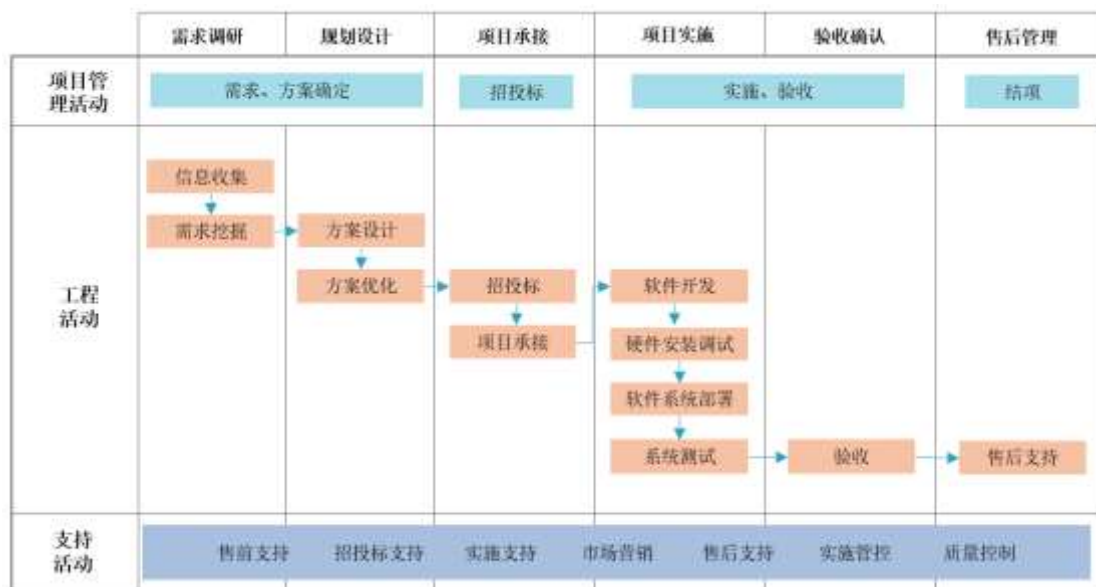 需求调研 规划设计 项目承接 项目实施 验收确认 售后管理
项目管
理活动
需求、方案确定 招投标 实施、验收 结项
工程
活动
信息收集
需求挖掘 方案设计
方案优化 招投标 软件开发
项目承接 硬件安装调试
软件系统部署
系统测试 验收 售后支持
支持
活动
售前支持 招投标支持 实施支持 市场营销 售后支持 实施管控 质量控制